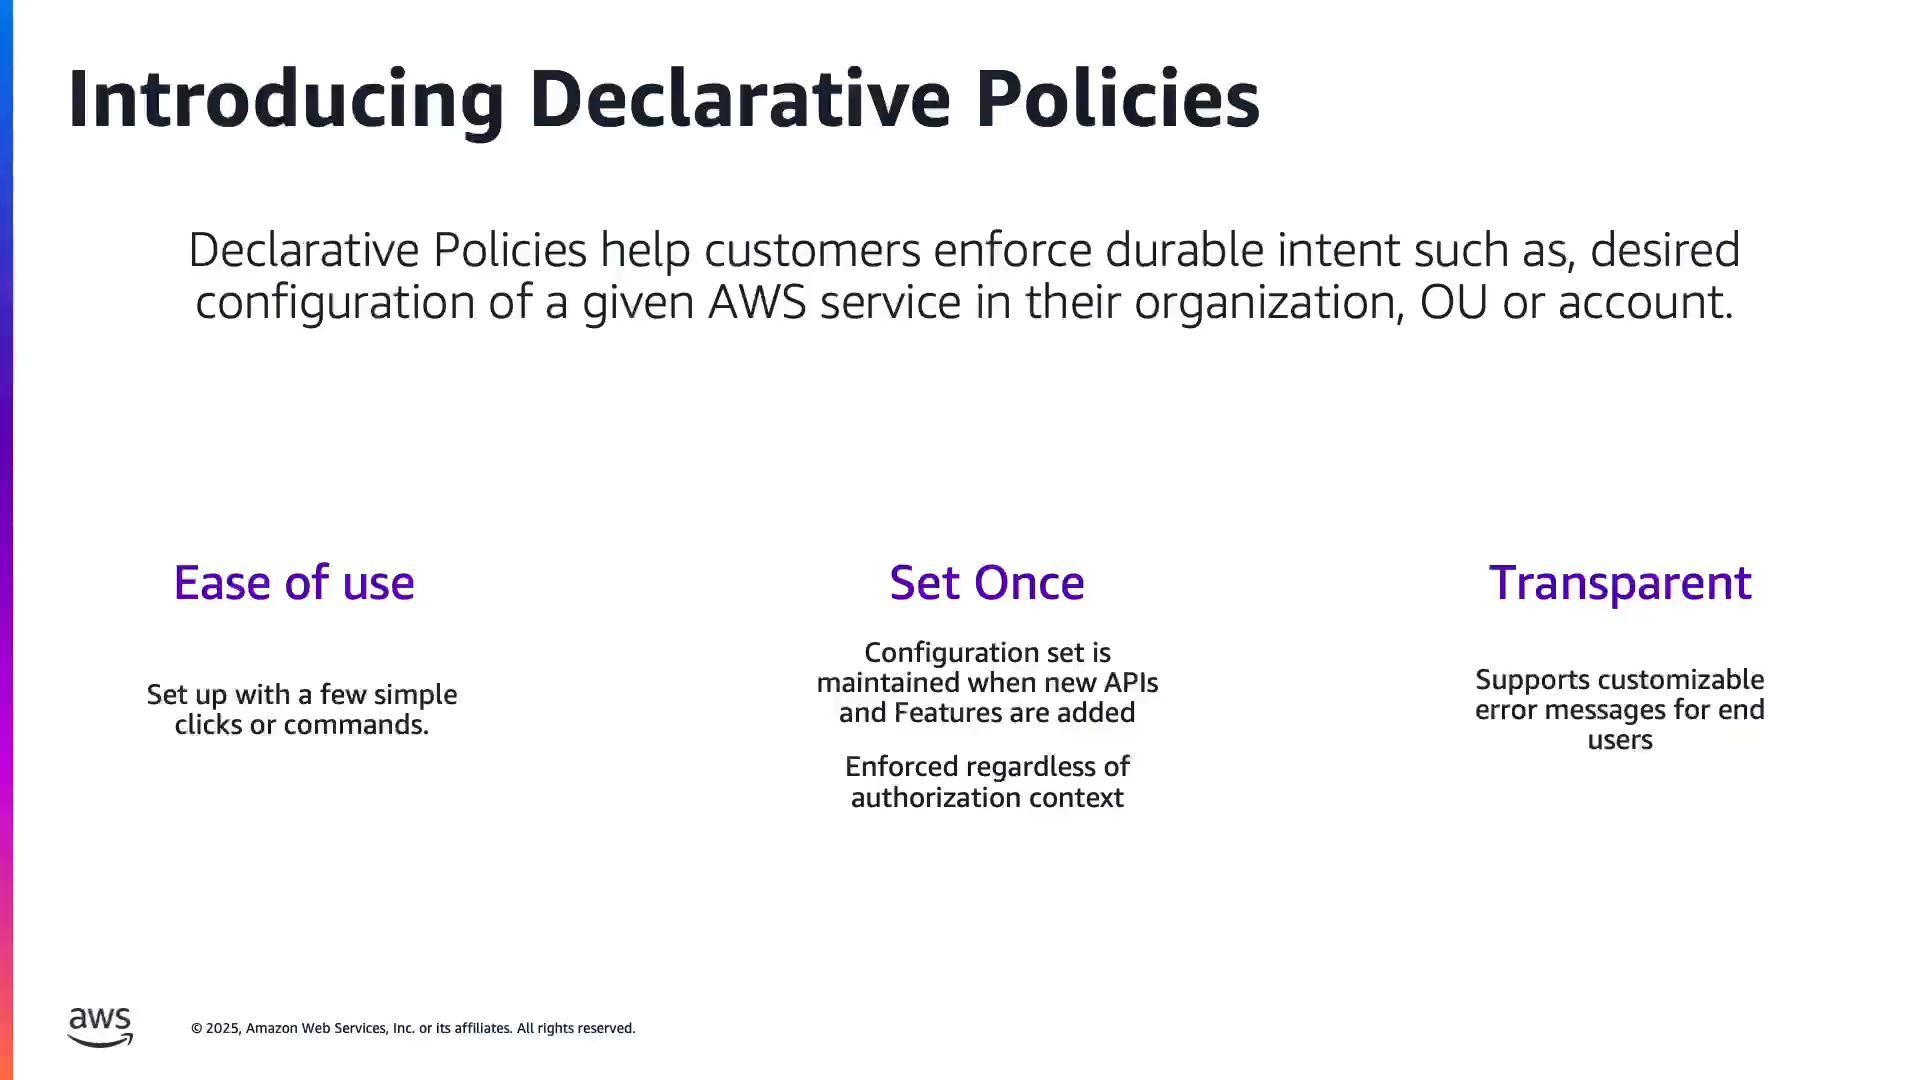 Introducing Declarative Policies
Declarative Policies help customers enforce durable intent such as, desired
configuration of a given AWS service in their organization, OU or account.
Ease of use
Set up with a few simple
clicks or commands.
Set Once
Configuration set is
maintained when new APIs
and Features are added
Enforced regardless of
authorization context
Transparent
Supports customizable
error messages for end
users
aws
© 2025, Amazon Web Services, Inc. or its affiliates. All rights reserved.